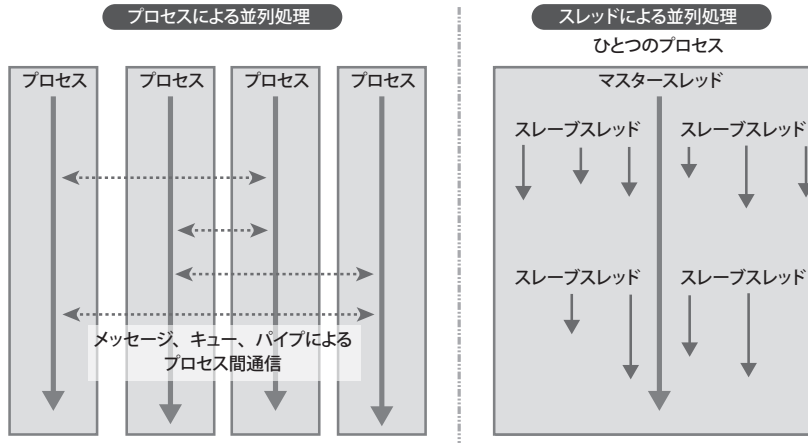 プロセスによる並列処理
プロセス
プロセス
プロセス
プロセス
メッセージ、キュー、パイプによる
プロセス間通信
スレッドによる並列処理
ひとつのプロセス
マスタースレッド
スレーブスレッド
スレーブスレッド
スレーブスレッド
スレーブスレッド